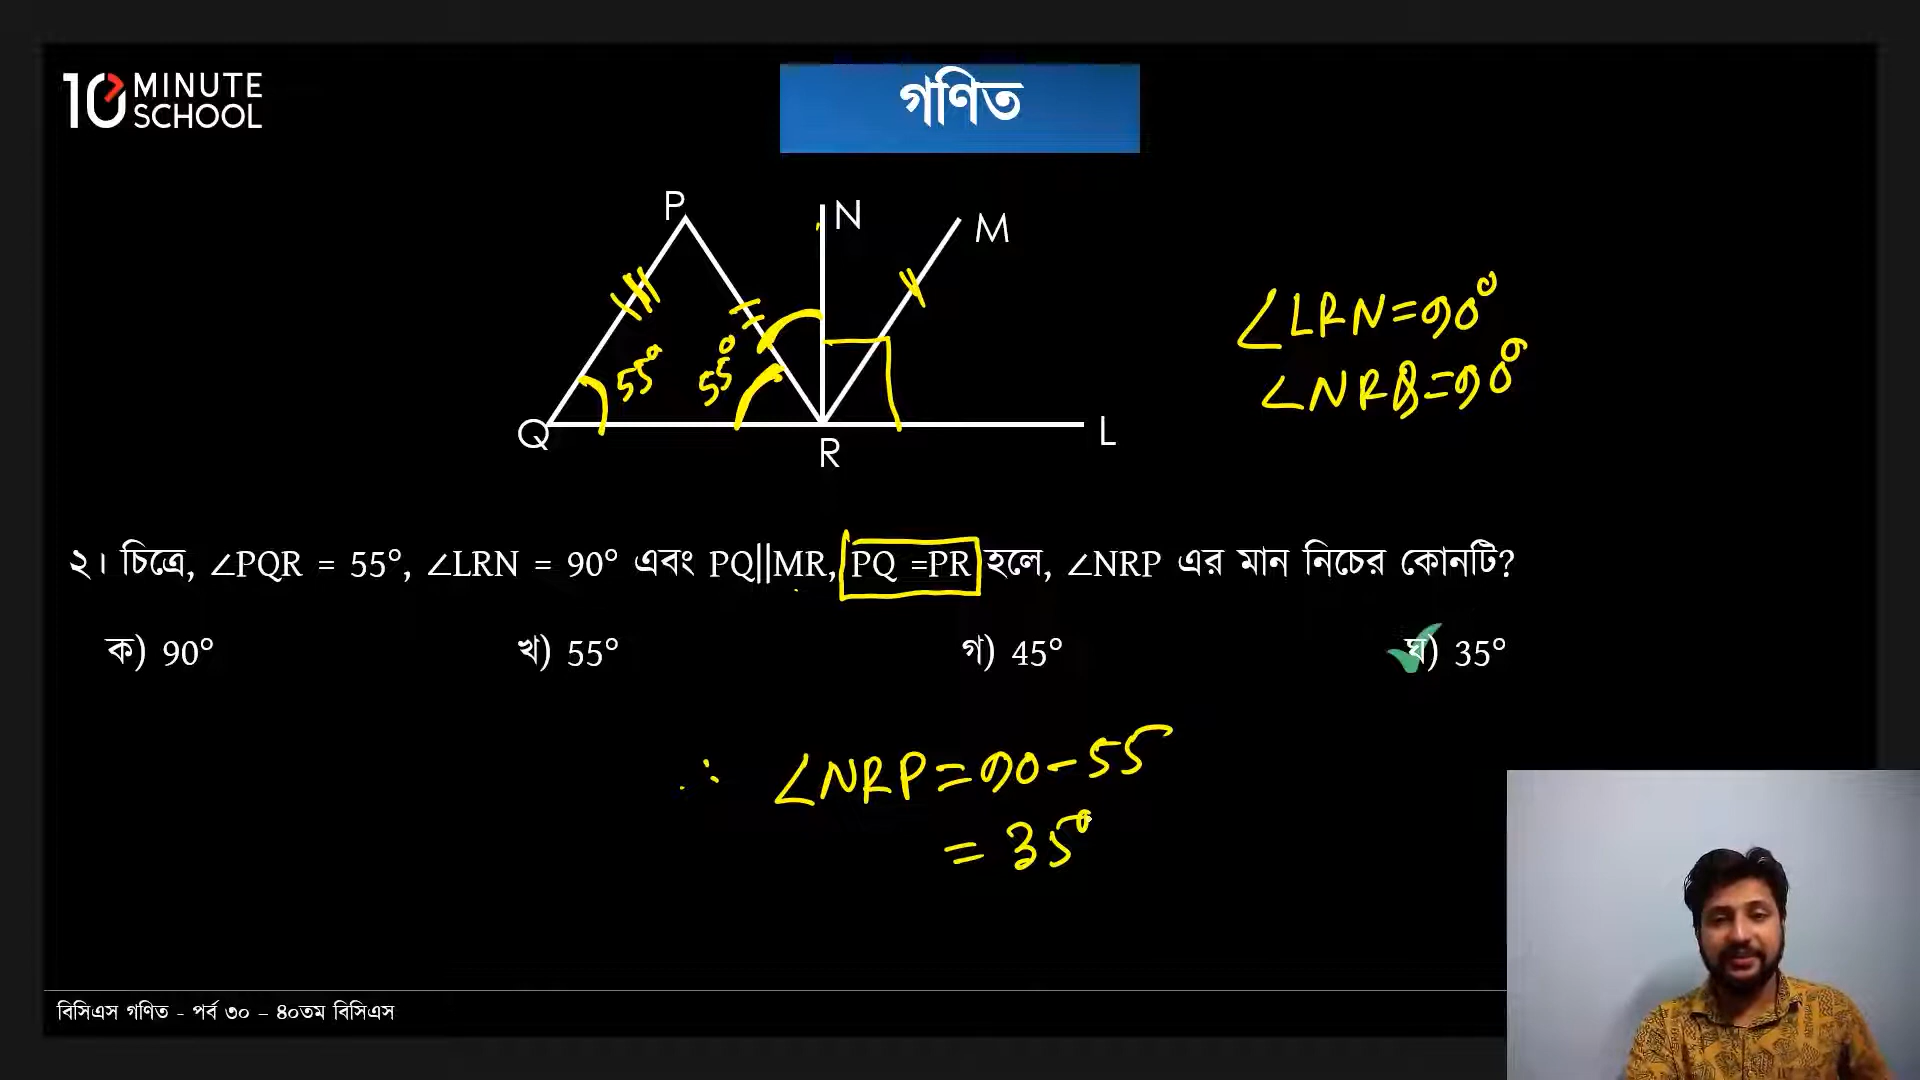 10 MINUTE
SCHOOL
গণিত
P
N
M
∠LRN=90°
∠NRQ=90°
55°
55°
Q
R
L
২। চিত্রে, ∠PQR = 55°, ∠LRN = 90° এবং PQ||MR, PQ =PR হলে, ∠NRP এর মান নিচের কোনটি?
ক) 90°
খ) 55°
গ) 45°
ঘ) 35°
∴ ∠NRP=90-55
= 35°
বিসিএস গণিত - পর্ব ৩০ – ৪০তম বিসিএস